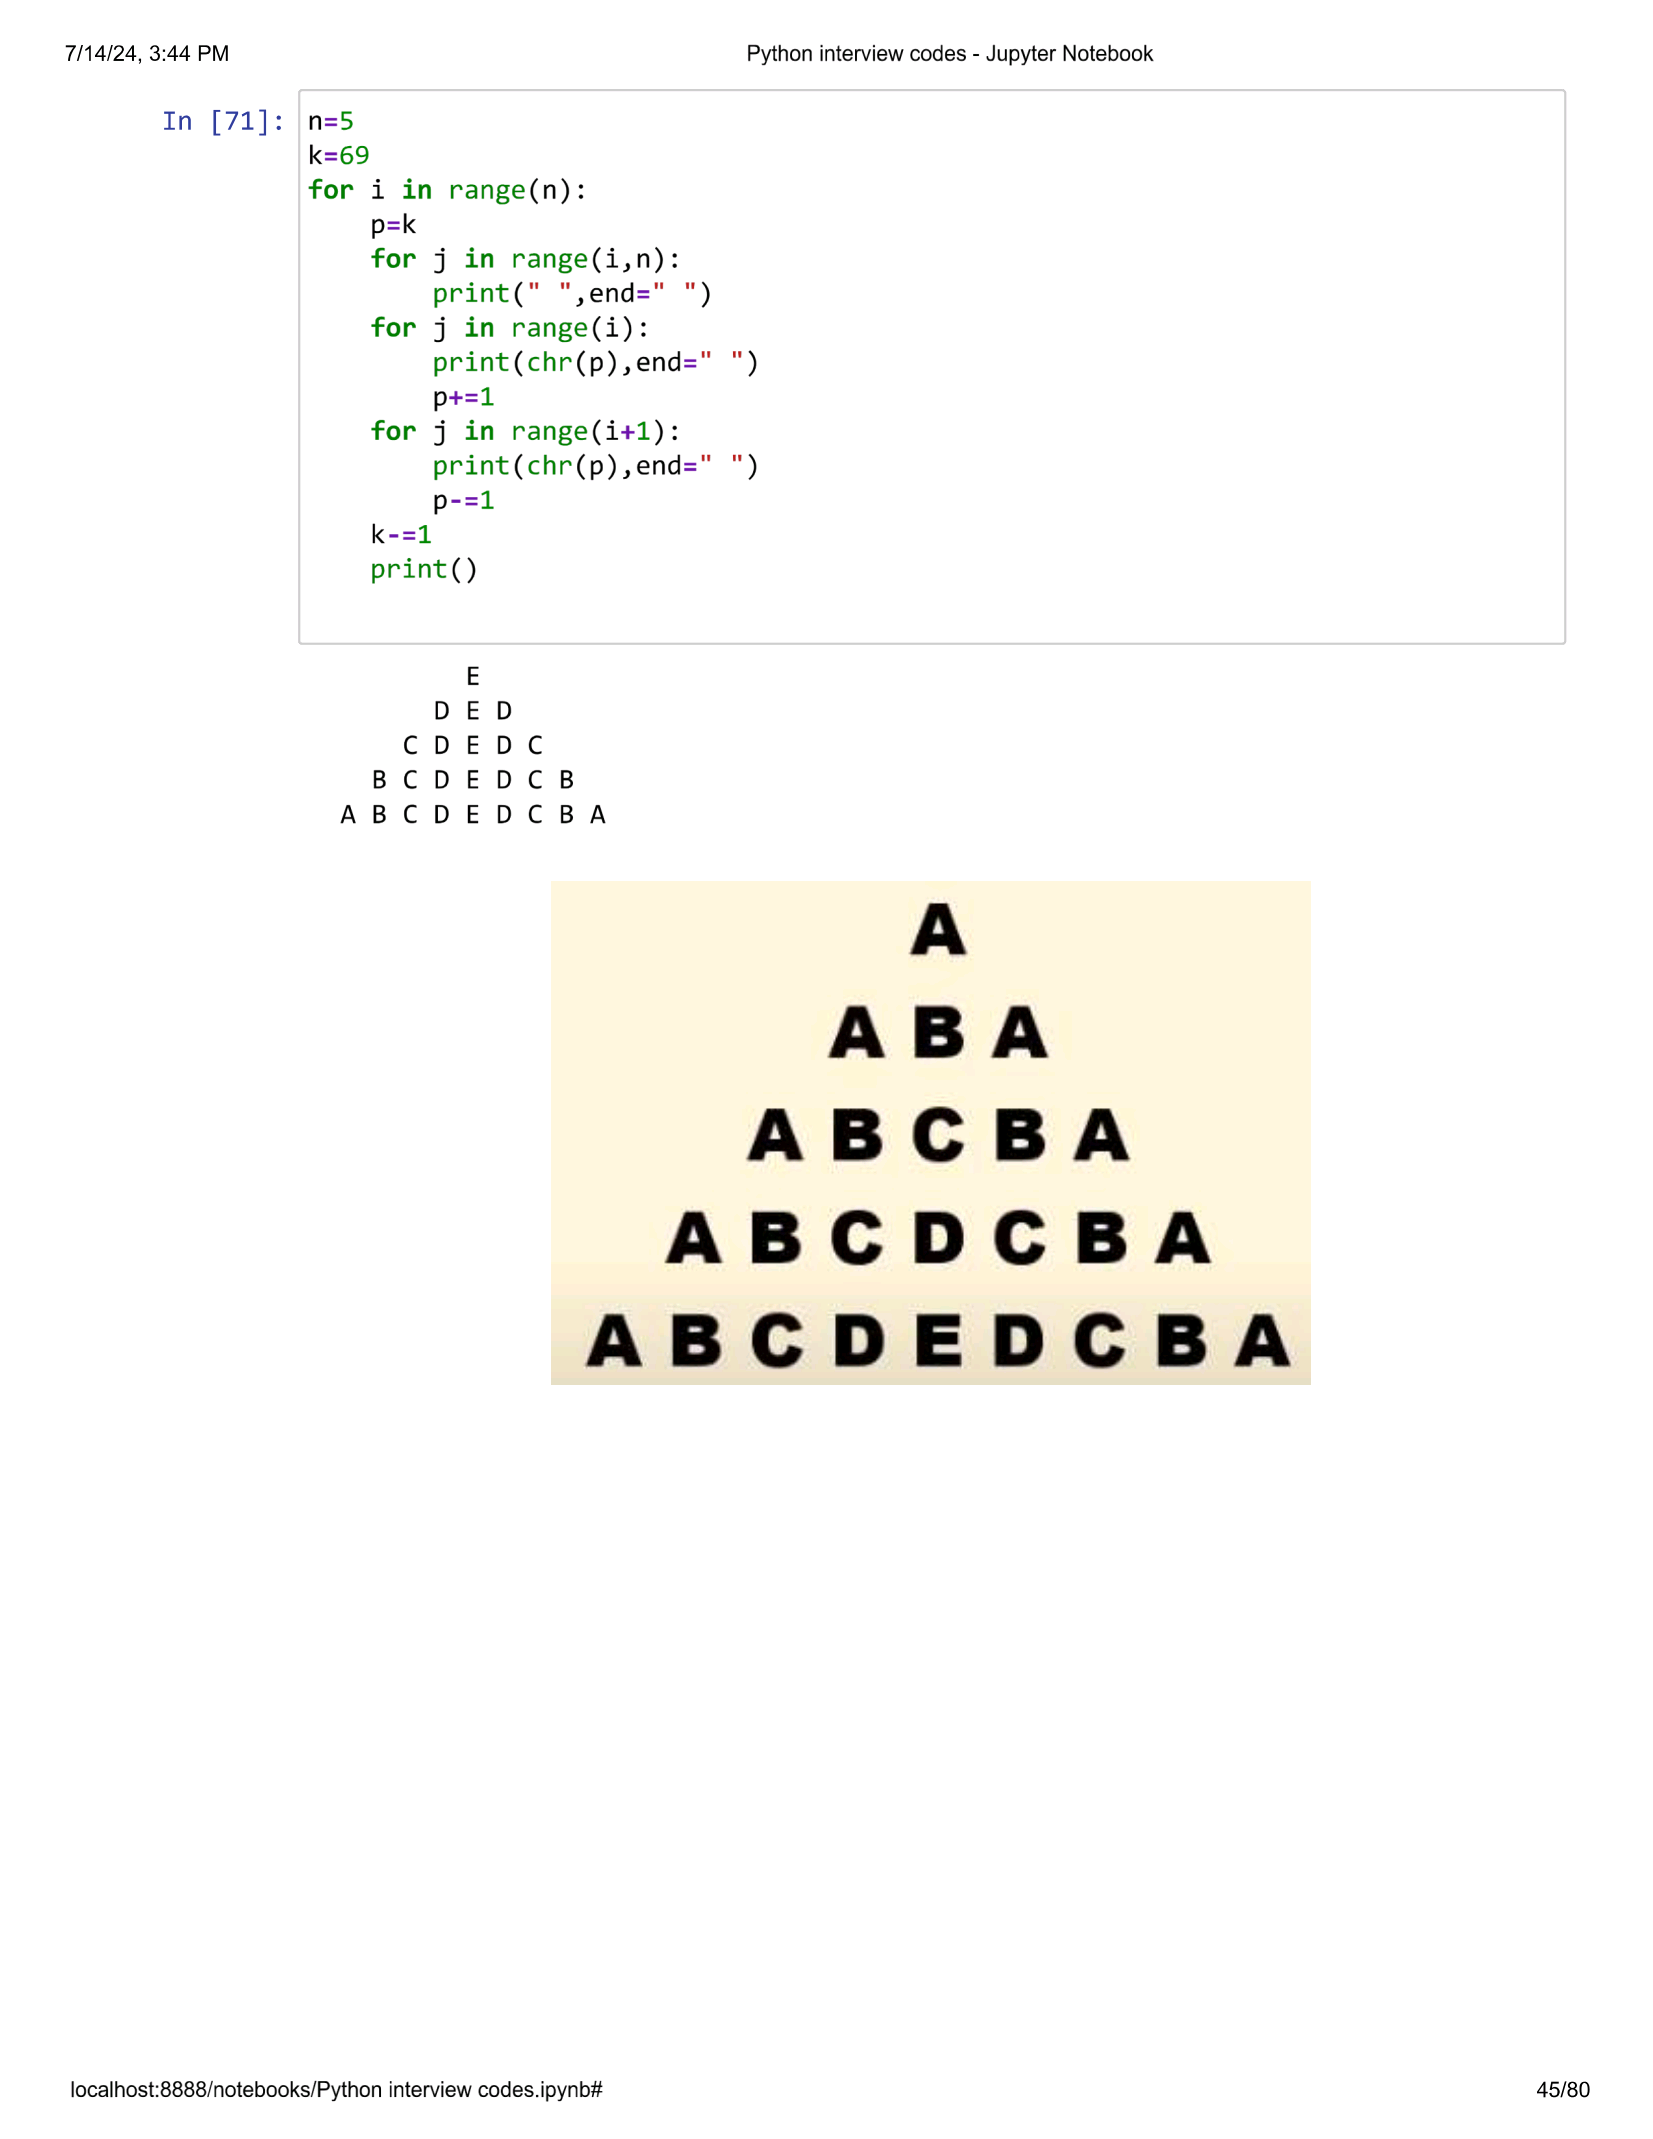 7/14/24, 3:44 PM Python interview codes - Jupyter Notebook
In [71]: n=5
k=69
for i in range(n):
    p=k
    for j in range(i,n):
        print(" ",end=" ")
    for j in range(i):
        print(chr(p),end=" ")
        p+=1
    for j in range(i+1):
        print(chr(p),end=" ")
        p-=1
    k-=1
    print()
E
D E D
C D E D C
B C D E D C B
A B C D E D C B A
A
A B A
A B C B A
A B C D C B A
A B C D E D C B A
localhost:8888/notebooks/Python interview codes.ipynb# 45/80